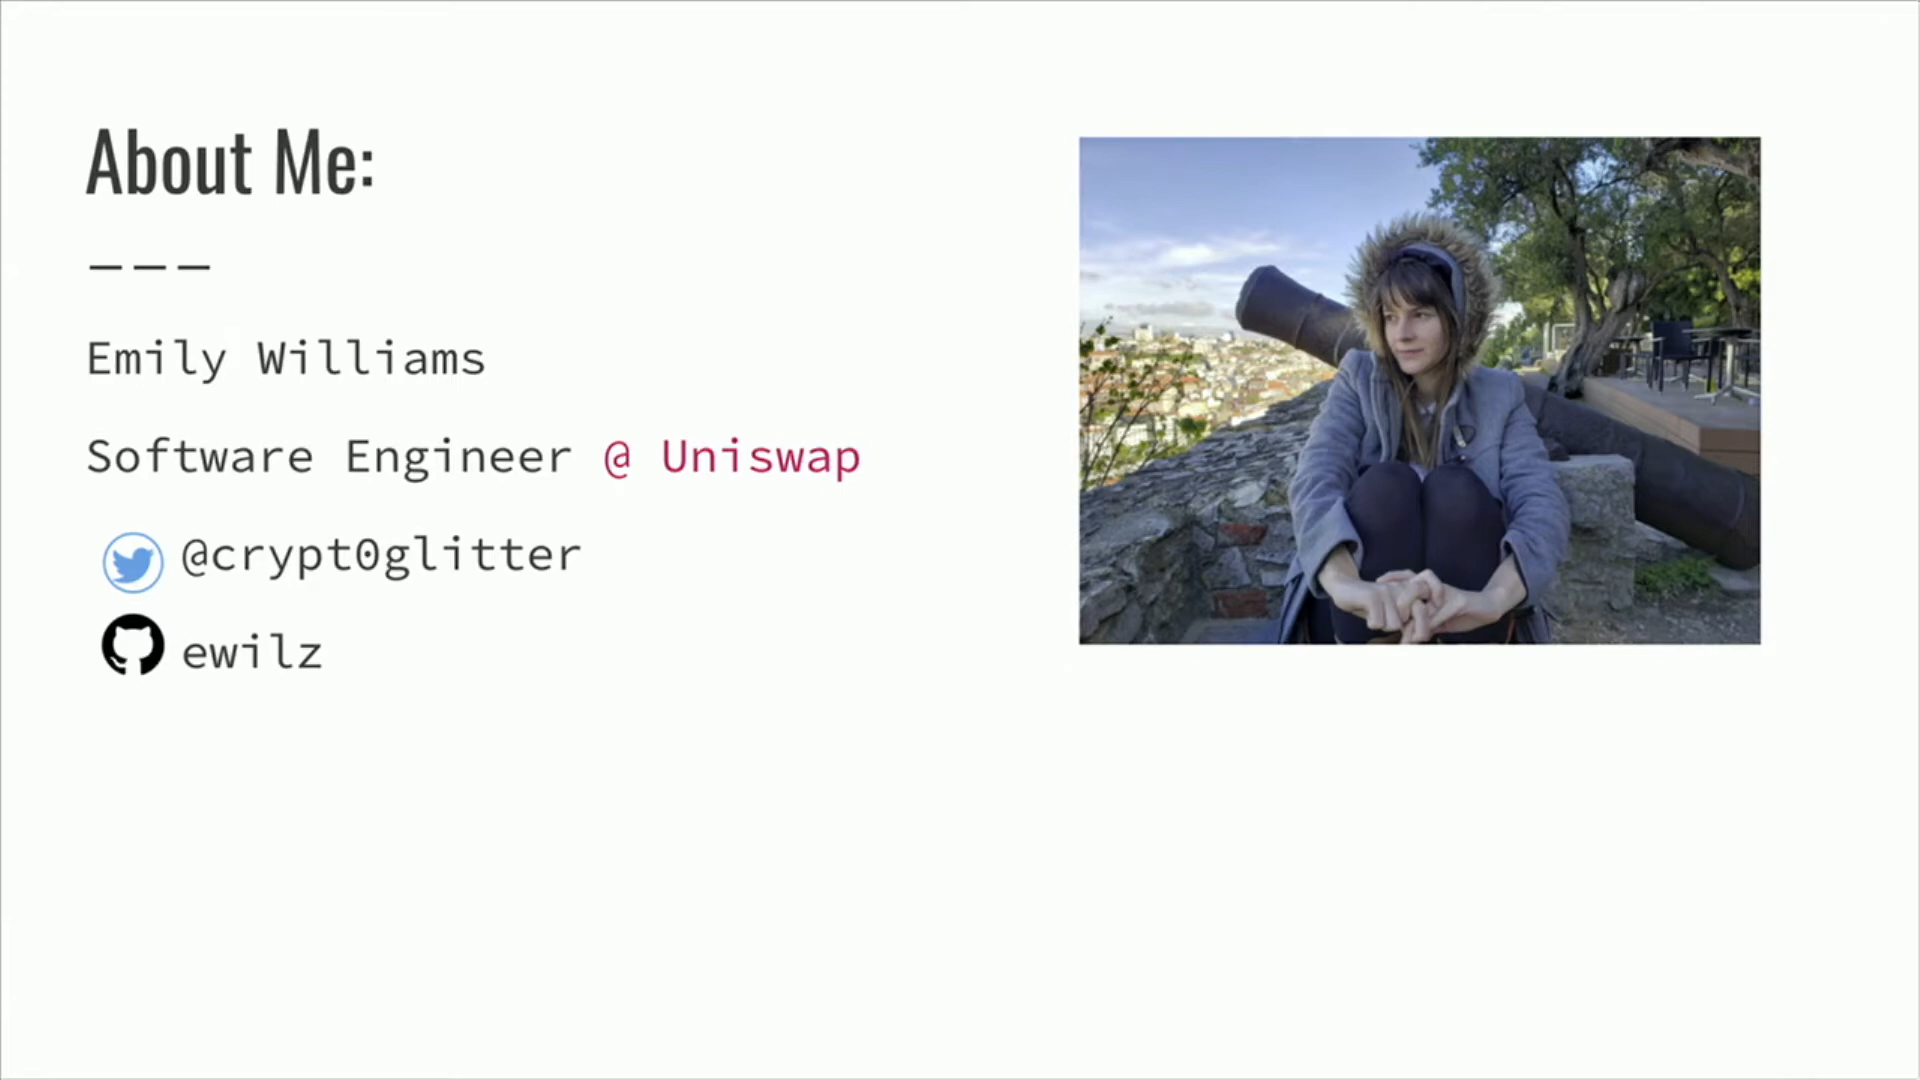 About Me:
———
Emily Williams
Software Engineer @ Uniswap
@crypt0glitter
ewilz